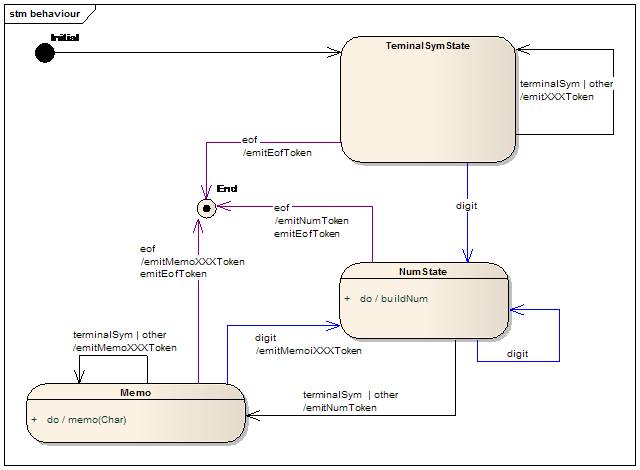 stm behaviour
Initial
TeminalSymState
terminalSym | other
/emitXXXToken
eof
/emitEofToken
End
digit
eof
/emitNumToken
emitEofToken
eof
/emitMemoXXXToken
emitEofToken
NumState
+ do / buildNum
terminalSym | other
/emitMemoXXXToken
digit
/emitMemoiXXXToken
digit
Memo
+ do / memo(Char)
terminalSym | other
/emitNumToken